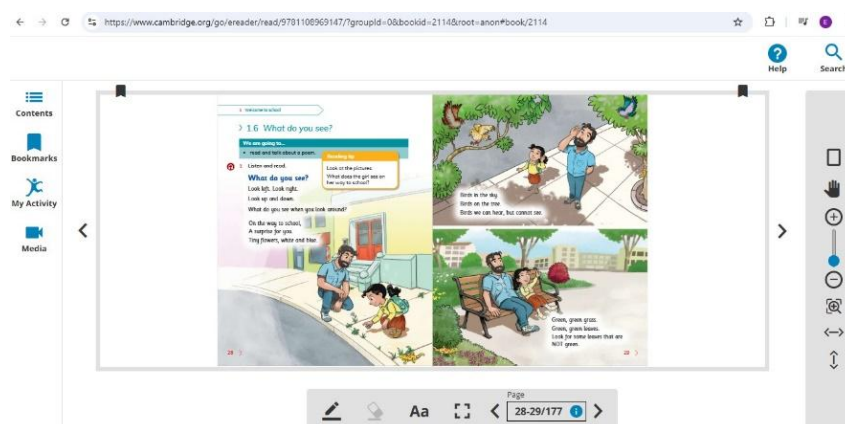 https://www.cambridge.org/go/ereader/read/9781108969147/?groupId=0&bookid=2114&root=anon#book/2114
E
Help
Search
Contents
Bookmarks
My Activity
Media
1 Welcome to school
> 1.6 What do you see?
We are going to...
• read and talk about a poem.
1 Listen and read.
Reading tip
Look at the pictures.
What does the girl see on
her way to school?
What do you see?
Look left. Look right.
Look up and down.
What do you see when you look around?
On the way to school,
A surprise for you.
Tiny flowers, white and blue.
28 >
Birds in the sky.
Birds on the tree.
Birds we can hear, but cannot see.
Green, green grass.
Green, green leaves.
Look for some leaves that are
NOT green.
29 >
Aa
Page
28-29/177